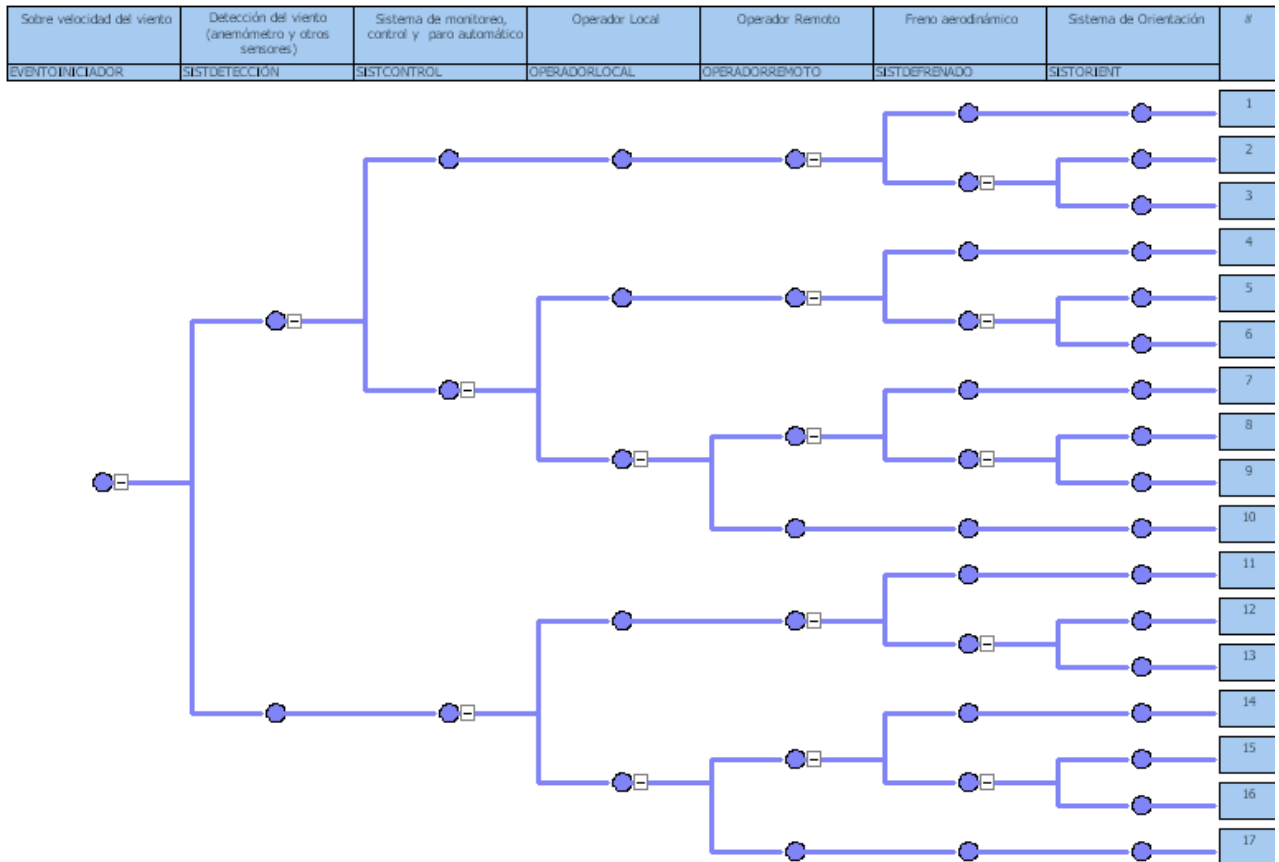 Sobre velocidad del viento
Detección del viento
(anemómetro y otros
sensores)
Sistema de monitoreo,
control y paro automático
Operador Local
Operador Remoto
Freno aerodinámico
Sistema de Orientación
#
EVENTOINICIADOR
SISTDETECCIÓN
SISTCONTROL
OPERADORLOCAL
OPERADORREMOTO
SISTDEFRENADO
SISTORIENT
1
2
3
4
5
6
7
8
9
10
11
12
13
14
15
16
17